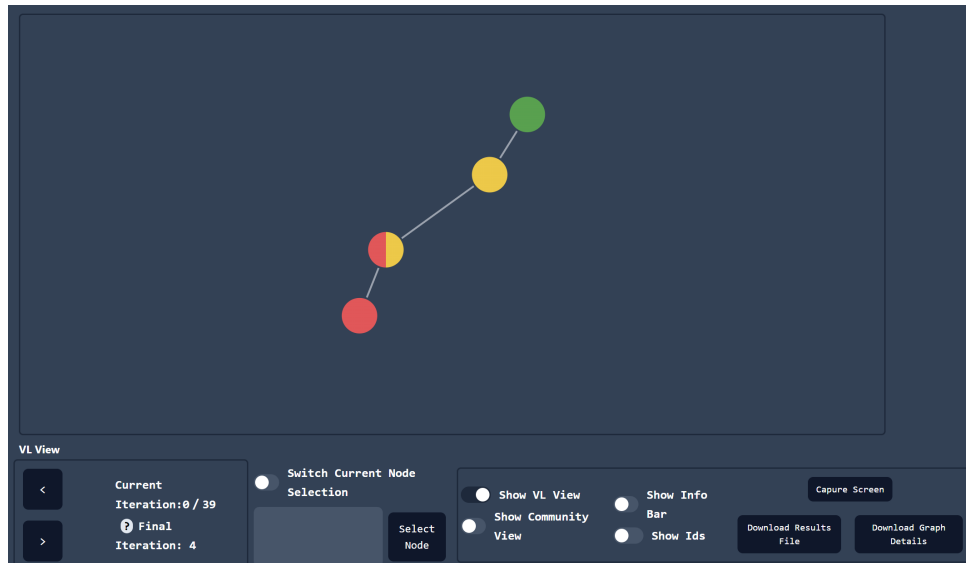 VL View
<
>
Current
Iteration:0 / 39
? Final
Iteration: 4
Switch Current Node
Selection
Select
Node
Show VL View
Show Community
View
Show Info
Bar
Show Ids
Capure Screen
Download Results
File
Download Graph
Details